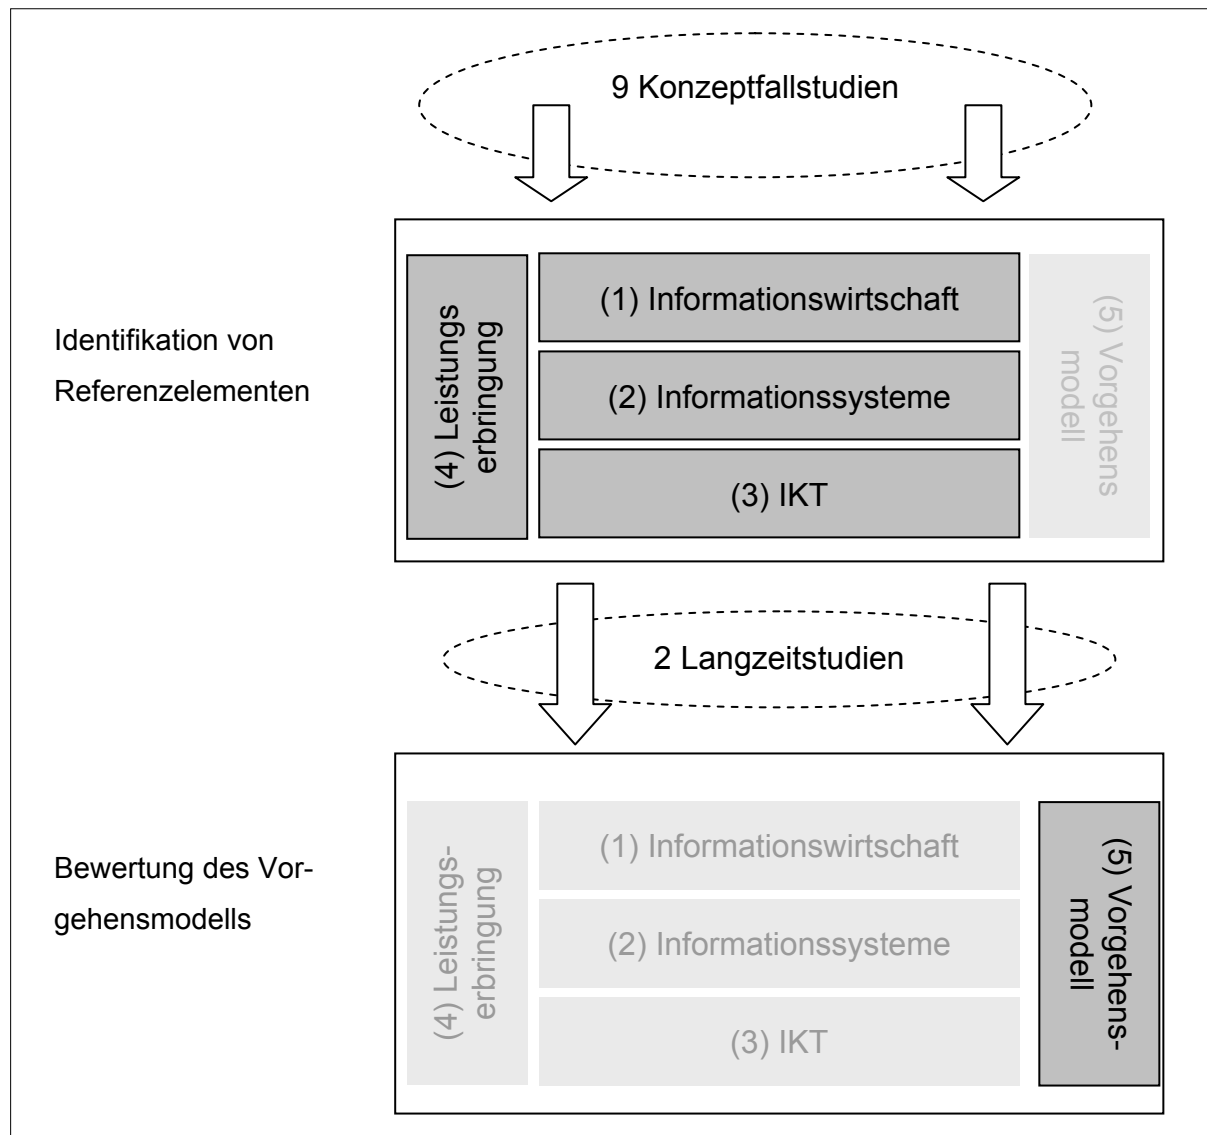 9 Konzeptfallstudien
Identifikation von
Referenzelementen
(4) Leistungs
erbringung
(1) Informationswirtschaft
(2) Informationssysteme
(3) IKT
(5) Vorgehens
modell
2 Langzeitstudien
Bewertung des Vor-
gehensmodells
(4) Leistungs-
erbringung
(1) Informationswirtschaft
(2) Informationssysteme
(3) IKT
(5) Vorgehens-
modell